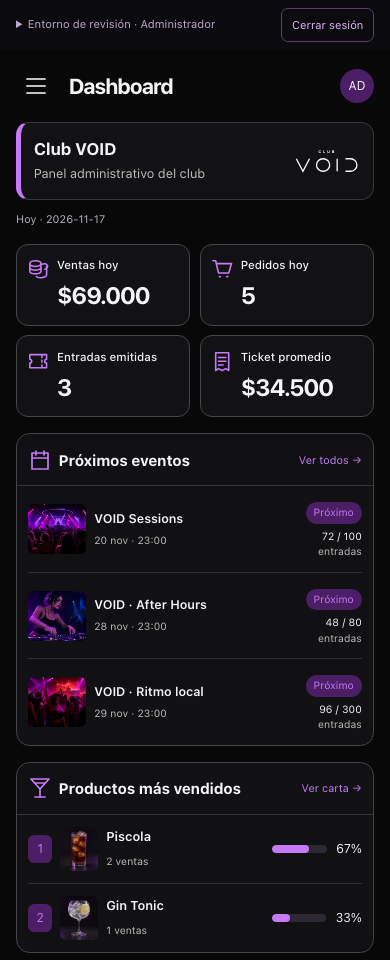 ▶ Entorno de revisión · Administrador
Cerrar sesión
Dashboard
AD
Club VOID
Panel administrativo del club
CLUB
VOID
Hoy · 2026-11-17
Ventas hoy
$69.000
Pedidos hoy
5
Entradas emitidas
3
Ticket promedio
$34.500
Próximos eventos
Ver todos →
VOID Sessions
20 nov · 23:00
Próximo
72 / 100
entradas
VOID · After Hours
28 nov · 23:00
Próximo
48 / 80
entradas
VOID · Ritmo local
29 nov · 23:00
Próximo
96 / 300
entradas
Productos más vendidos
Ver carta →
1
Piscola
2 ventas
67%
2
Gin Tonic
1 ventas
33%